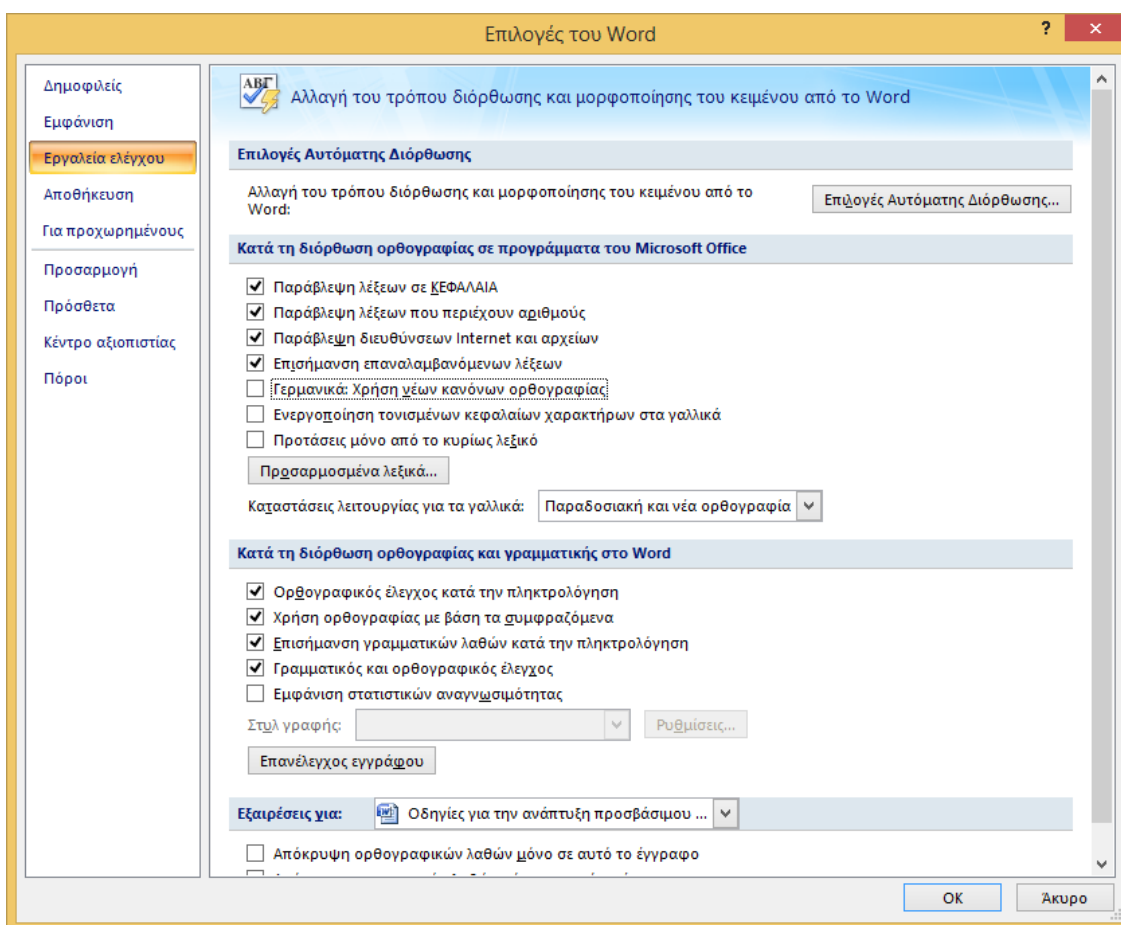 Επιλογές του Word
?
Δημοφιλείς
Εμφάνιση
Εργαλεία ελέγχου
Αποθήκευση
Για προχωρημένους
Προσαρμογή
Πρόσθετα
Κέντρο αξιοπιστίας
Πόροι
ΑΒΓ
Αλλαγή του τρόπου διόρθωσης και μορφοποίησης του κειμένου από το Word
Επιλογές Αυτόματης Διόρθωσης
Αλλαγή του τρόπου διόρθωσης και μορφοποίησης του κειμένου από το
Word:
Επιλογές Αυτόματης Διόρθωσης...
Κατά τη διόρθωση ορθογραφίας σε προγράμματα του Microsoft Office
Παράβλεψη λέξεων σε ΚΕΦΑΛΑΙΑ
Παράβλεψη λέξεων που περιέχουν αριθμούς
Παράβλεψη διευθύνσεων Internet και αρχείων
Επισήμανση επαναλαμβανόμενων λέξεων
Γερμανικά: Χρήση νέων κανόνων ορθογραφίας
Ενεργοποίηση τονισμένων κεφαλαίων χαρακτήρων στα γαλλικά
Προτάσεις μόνο από το κυρίως λεξικό
Προσαρμοσμένα λεξικά...
Καταστάσεις λειτουργίας για τα γαλλικά: Παραδοσιακή και νέα ορθογραφία
Κατά τη διόρθωση ορθογραφίας και γραμματικής στο Word
Ορθογραφικός έλεγχος κατά την πληκτρολόγηση
Χρήση ορθογραφίας με βάση τα συμφραζόμενα
Επισήμανση γραμματικών λαθών κατά την πληκτρολόγηση
Γραμματικός και ορθογραφικός έλεγχος
Εμφάνιση στατιστικών αναγνωσιμότητας
Στυλ γραφής: Ρυθμίσεις...
Επανέλεγχος εγγράφου
Εξαιρέσεις για: Οδηγίες για την ανάπτυξη προσβάσιμου ...
Απόκρυψη ορθογραφικών λαθών μόνο σε αυτό το έγγραφο
OK Άκυρο